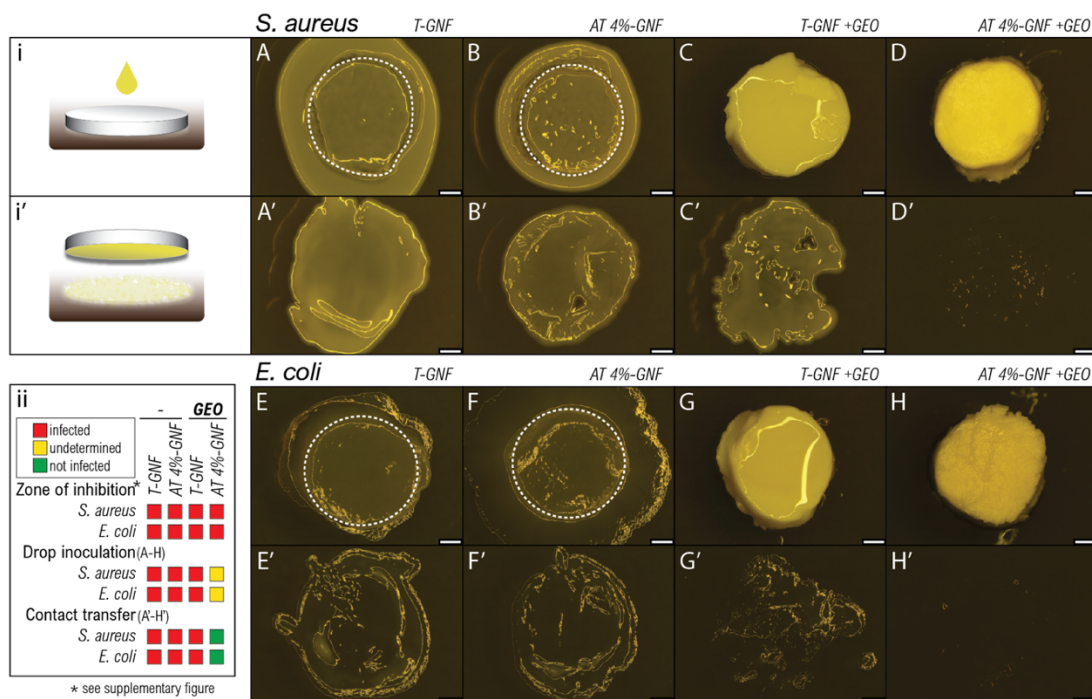 S. aureus T-GNF AT 4%-GNF T-GNF +GEO AT 4%-GNF +GEO
i
A B C D
i′
A′ B′ C′ D′
E. coli T-GNF AT 4%-GNF T-GNF +GEO AT 4%-GNF +GEO
E F G H
E′ F′ G′ H′
ii
- GEO
infected
undetermined
not infected
T-GNF AT 4%-GNF T-GNF AT 4%-GNF
Zone of inhibition*
S. aureus
E. coli
Drop inoculation(A-H)
S. aureus
E. coli
Contact transfer(A′-H′)
S. aureus
E. coli
* see supplementary figure